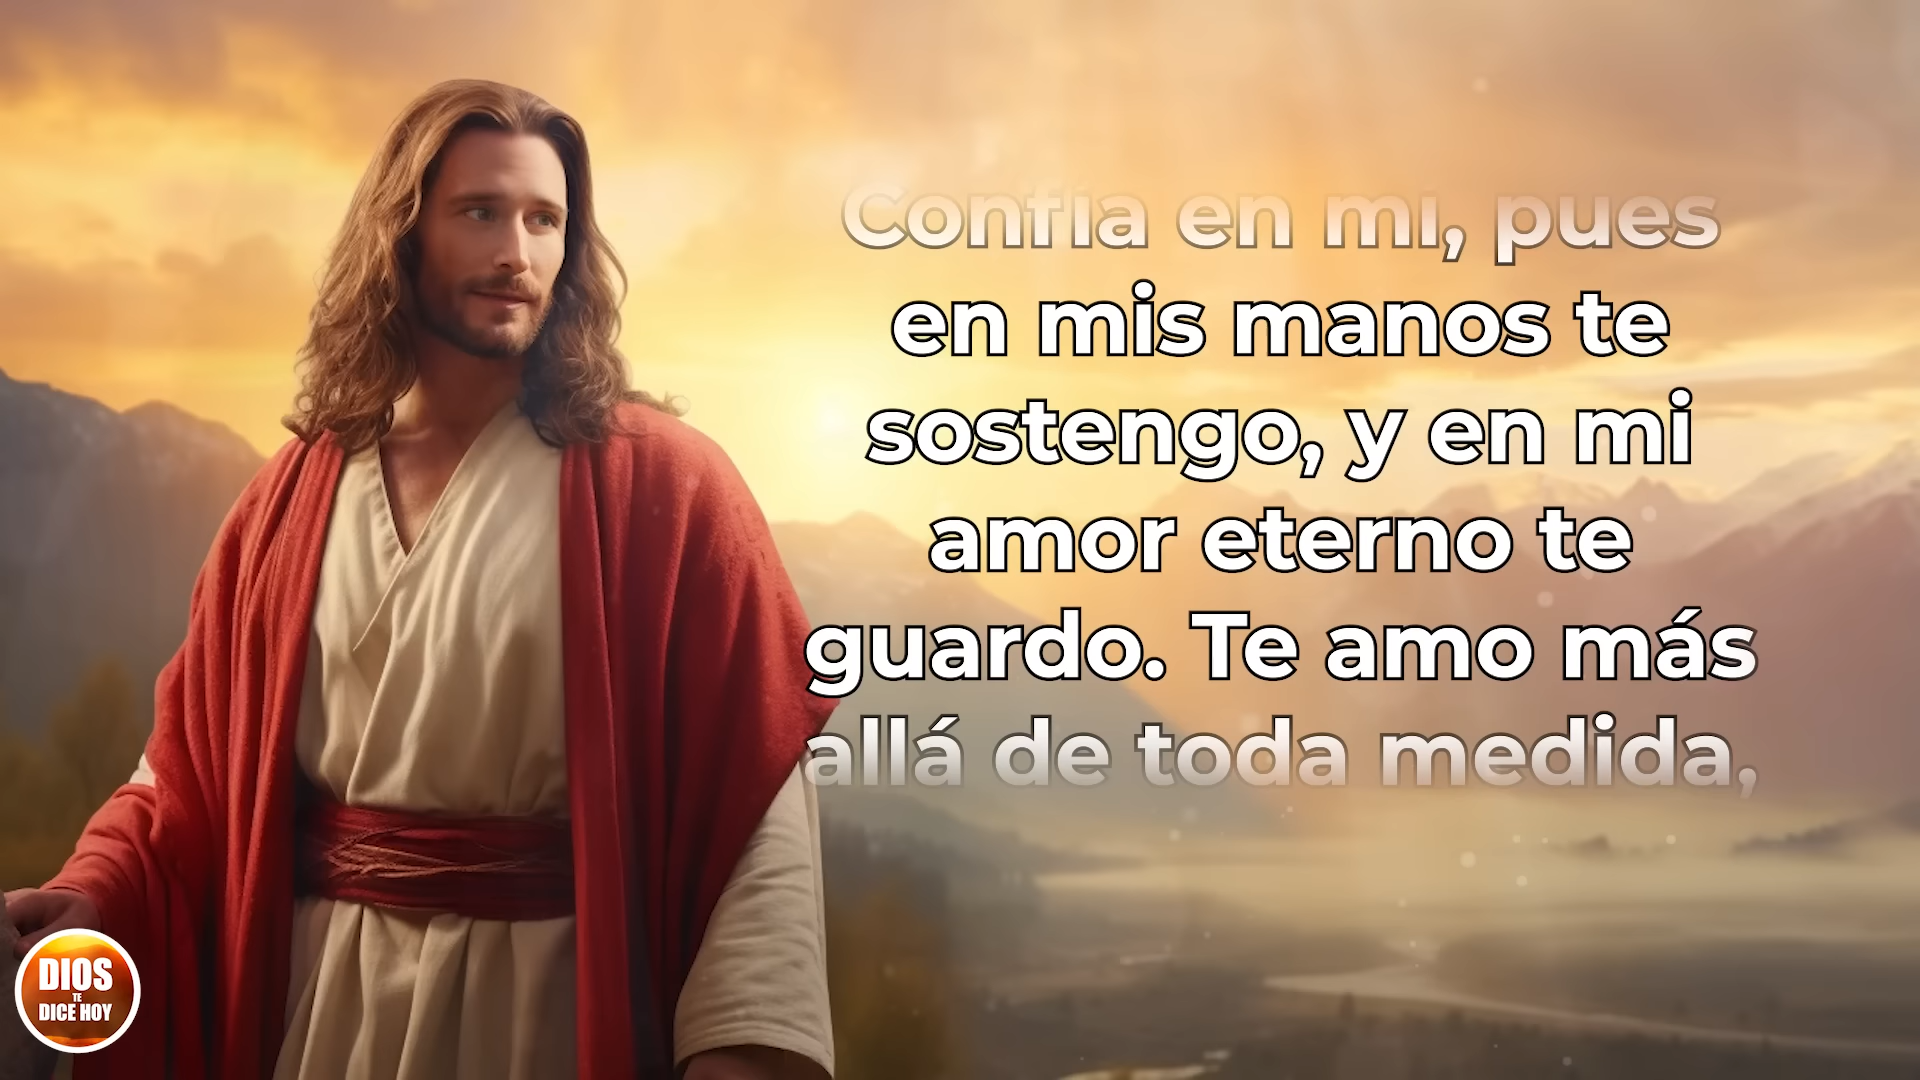 Confía en mí, pues
en mis manos te
sostengo, y en mi
amor eterno te
guardo. Te amo más
allá de toda medida,
DIOS
TE
DICE HOY